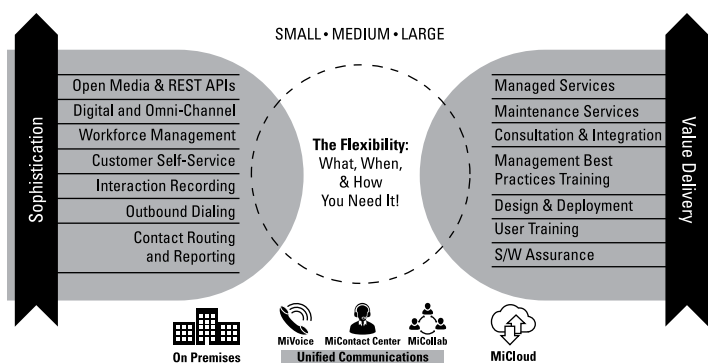 SMALL • MEDIUM • LARGE
Sophistication
Open Media & REST APIs
Digital and Omni-Channel
Workforce Management
Customer Self-Service
Interaction Recording
Outbound Dialing
Contact Routing
and Reporting
The Flexibility:
What, When,
& How
You Need It!
Managed Services
Maintenance Services
Consultation & Integration
Management Best
Practices Training
Design & Deployment
User Training
S/W Assurance
Value Delivery
On Premises
MiVoice
MiContact Center
MiCollab
Unified Communications
MiCloud